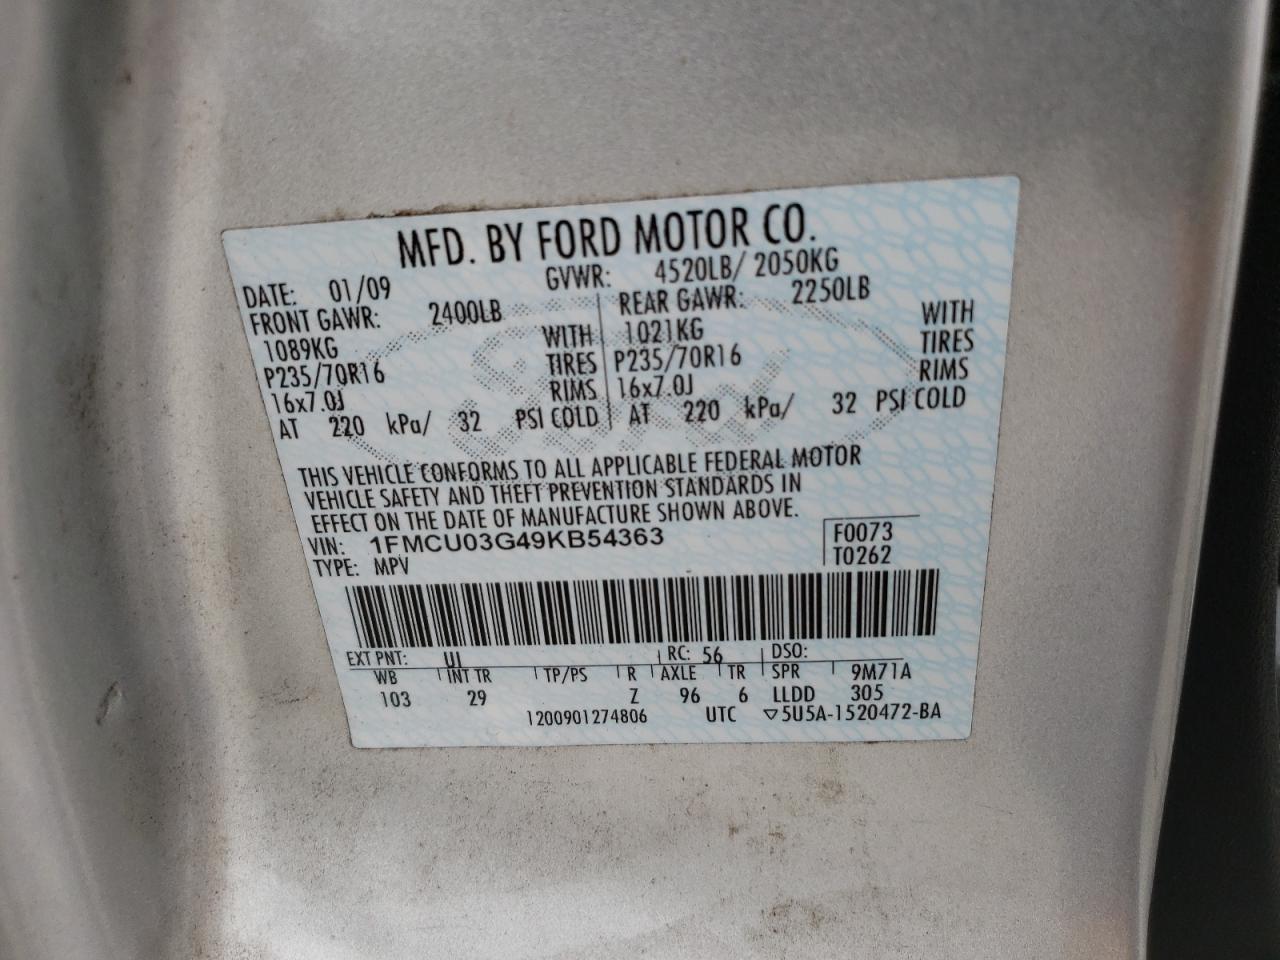 MFD. BY FORD MOTOR CO.
DATE: 01/09 GVWR: 4520LB/ 2050KG
FRONT GAWR: 2400LB REAR GAWR: 2250LB
1089KG WITH 1021KG WITH
P235/70R16 TIRES P235/70R16 TIRES
16x7.0J RIMS 16x7.0J RIMS
AT 220 kPa/ 32 PSI COLD AT 220 kPa/ 32 PSI COLD
THIS VEHICLE CONFORMS TO ALL APPLICABLE FEDERAL MOTOR
VEHICLE SAFETY AND THEFT PREVENTION STANDARDS IN
EFFECT ON THE DATE OF MANUFACTURE SHOWN ABOVE.
VIN: 1FMCU03G49KB54363 F0073
TYPE: MPV T0262
EXT PNT: UI RC: 56 DSO:
WB INT TR TP/PS R AXLE TR SPR 9M71A
103 29 Z 96 6 LLDD 305
1200901274806 UTC ▽5U5A-1520472-BA